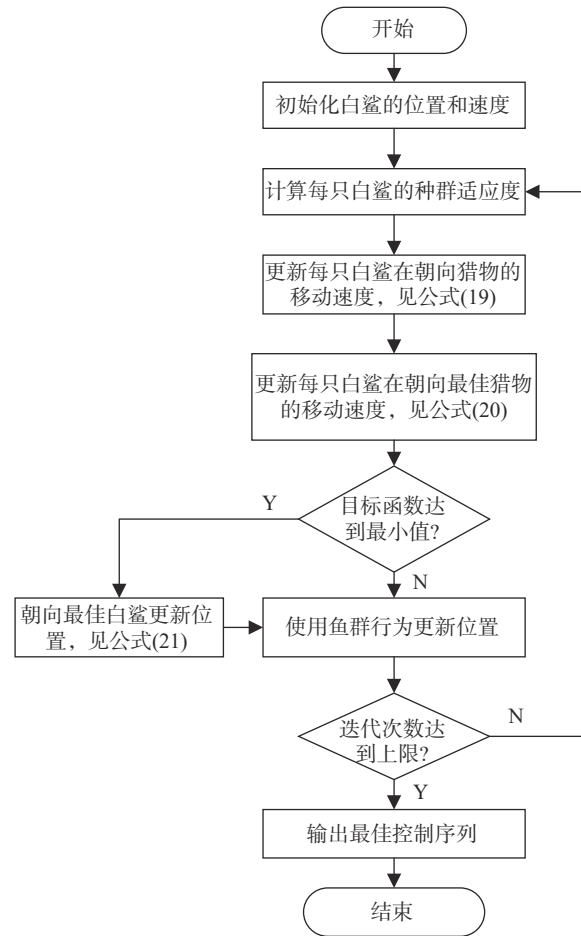 开始
初始化白鲨的位置和速度
计算每只白鲨的种群适应度
更新每只白鲨在朝向猎物的
移动速度，见公式(19)
更新每只白鲨在朝向最佳猎物
的移动速度，见公式(20)
Y
目标函数达
到最小值?
N
朝向最佳白鲨更新位
置，见公式(21)
使用鱼群行为更新位置
迭代次数达
到上限?
N
Y
输出最佳控制序列
结束